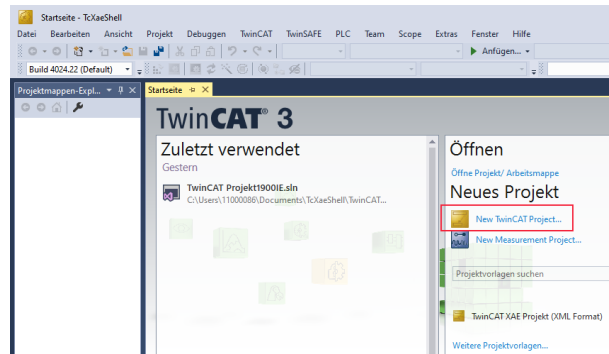 Startseite - TcXaeShell
Datei Bearbeiten Ansicht Projekt Debuggen TwinCAT TwinSAFE PLC Team Scope Extras Fenster Hilfe
Anfügen...
Build 4024.22 (Default)
Projektmappen-Expl...
Startseite
TwinCAT® 3
Zuletzt verwendet
Gestern
TwinCAT Projekt1900IE.sln
C:\Users\11000086\Documents\TcXaeShell\TwinCAT...
Öffnen
Öffne Projekt/ Arbeitsmappe
Neues Projekt
New TwinCAT Project...
New Measurement Project...
Projektvorlagen suchen
TwinCAT XAE Projekt (XML Format)
Weitere Projektvorlagen...